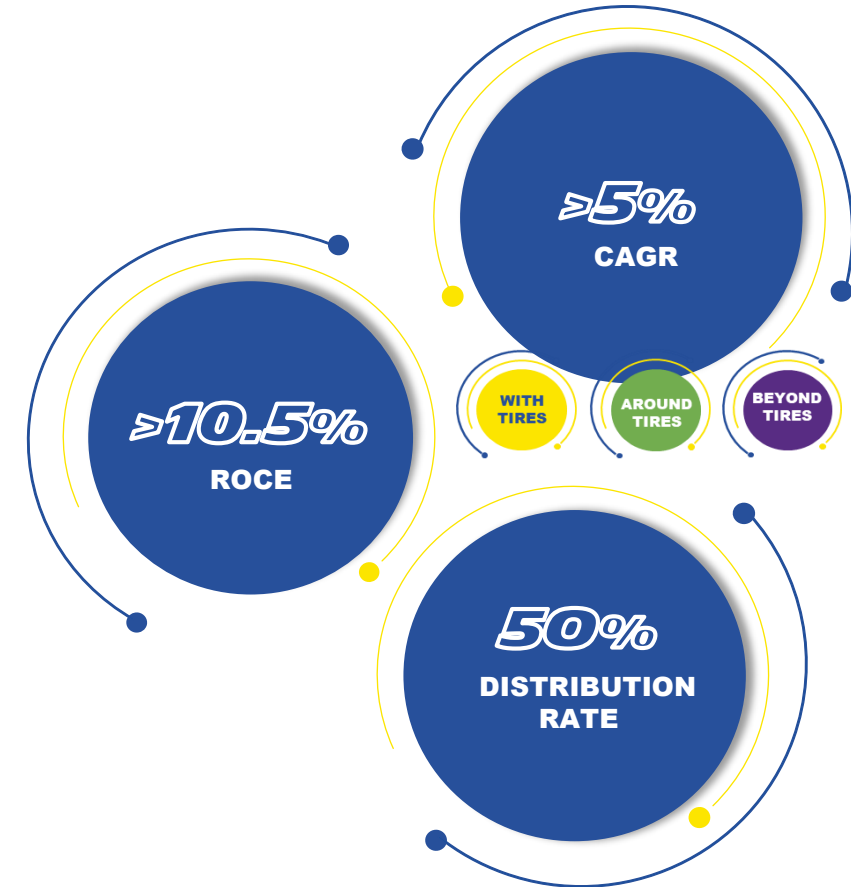 >5%
CAGR
WITH
TIRES
AROUND
TIRES
BEYOND
TIRES
>10.5%
ROCE
50%
DISTRIBUTION
RATE